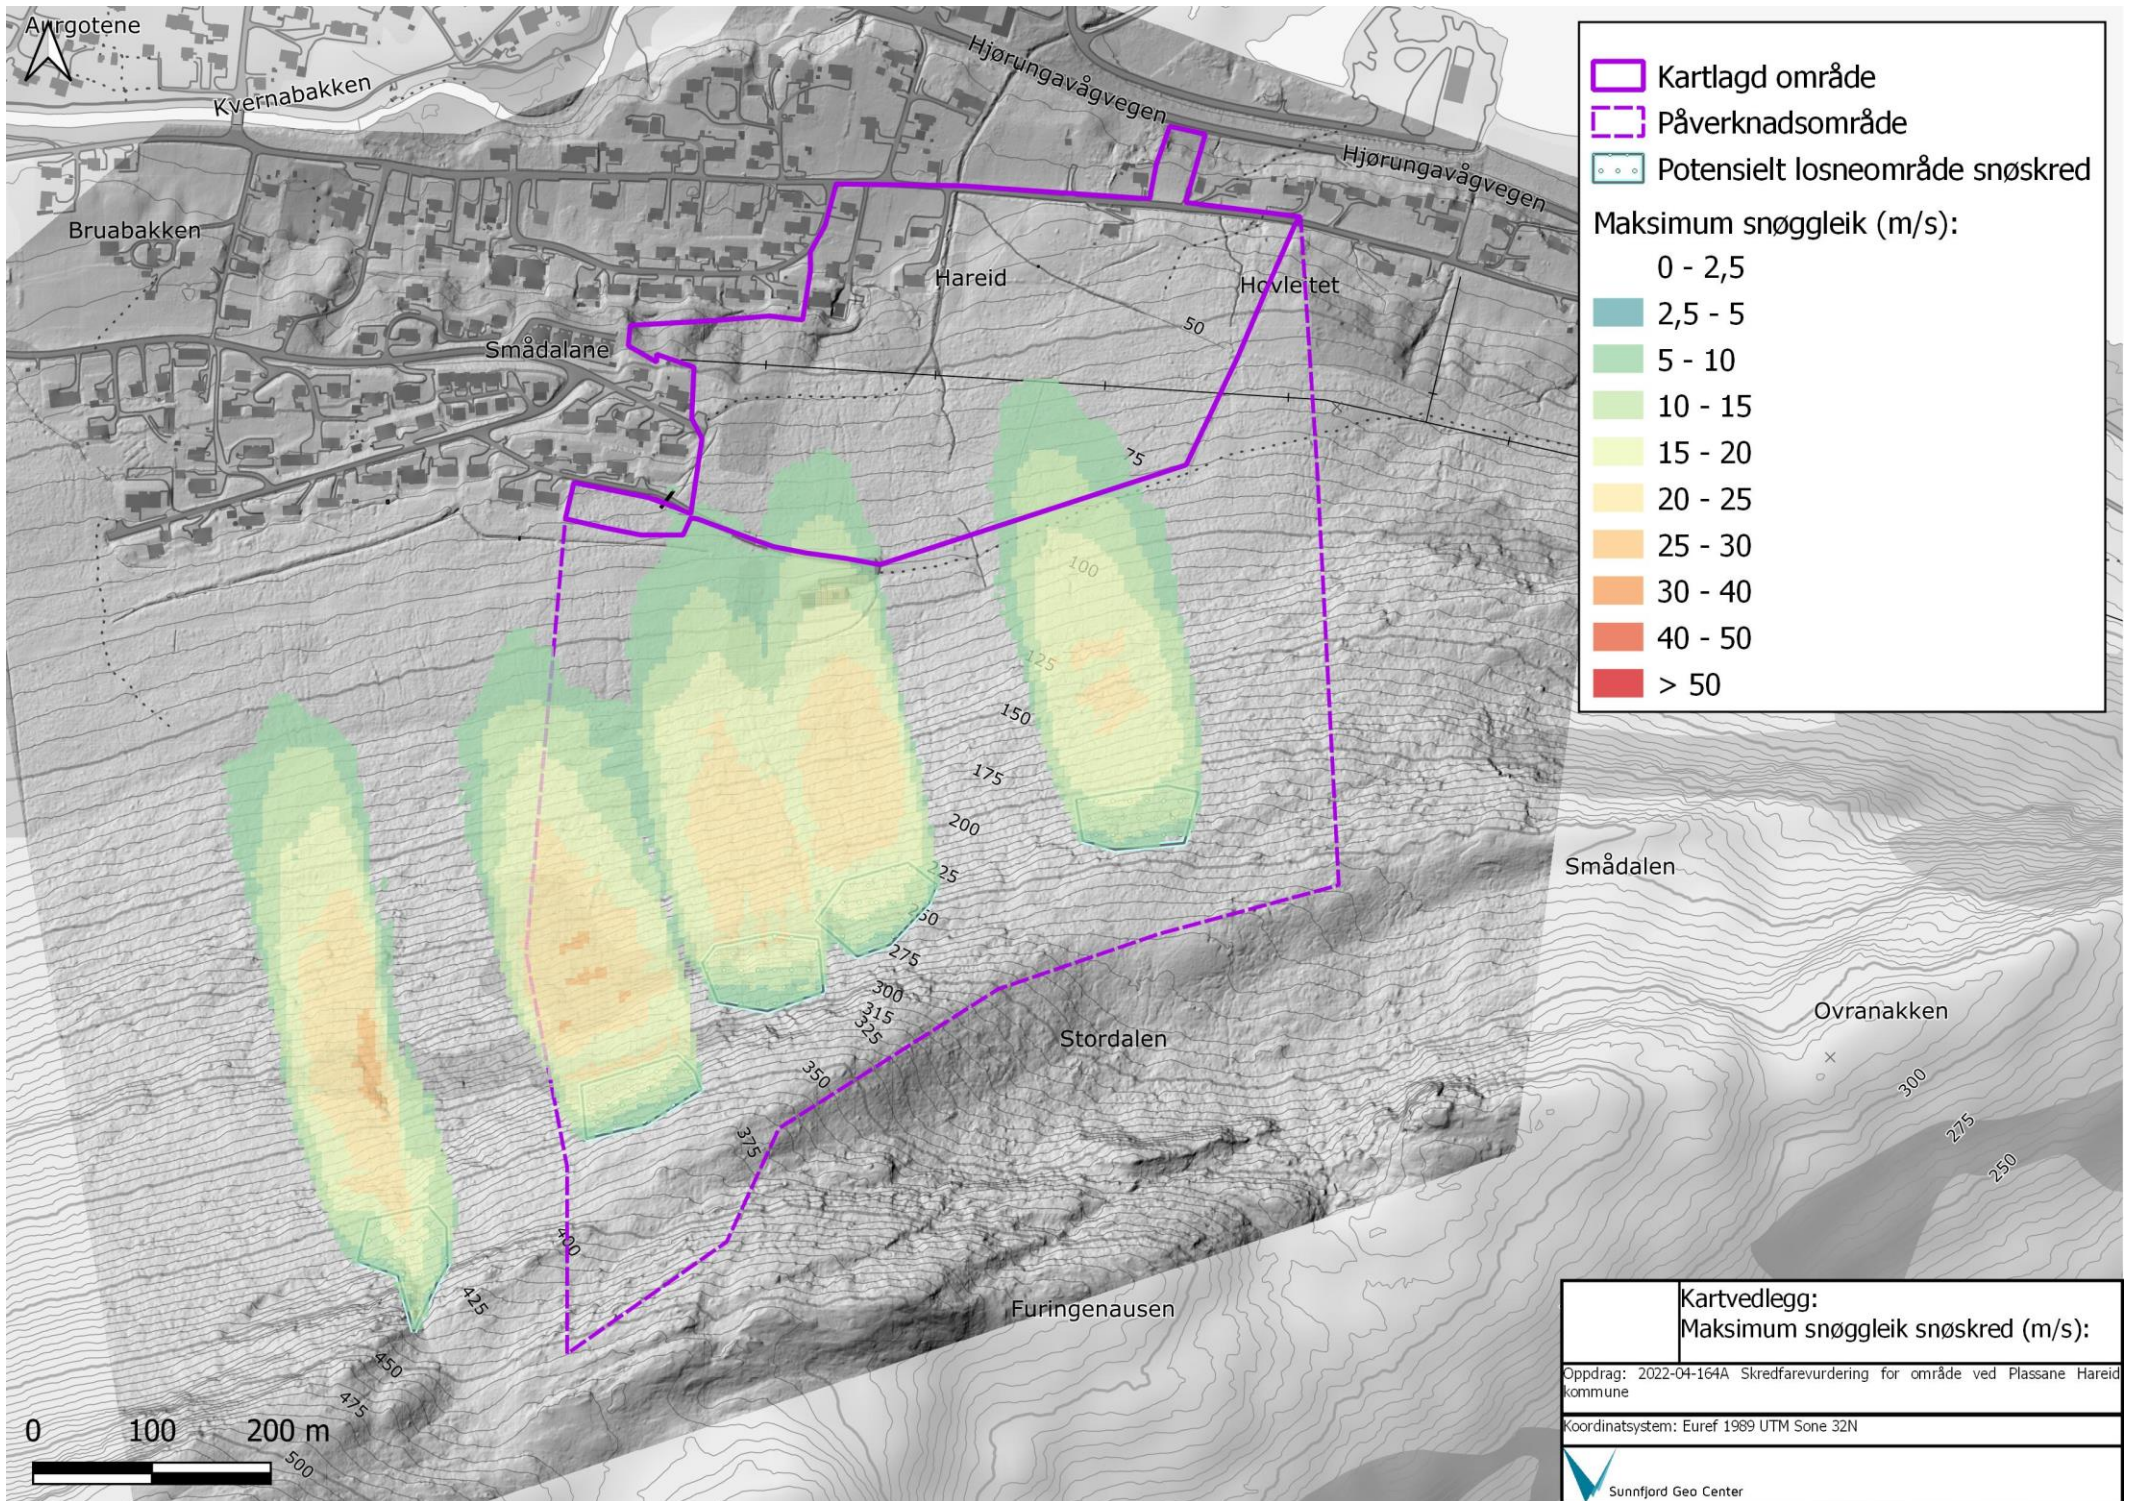 Aurgotene
Kvernabakken
Hjørungavågvegen
Hjørungavågvegen
Bruabakken
Hareid
Hovleitet
Smådalane
50
75
100
125
150
175
200
225
250
275
300
315
325
350
375
400
425
450
475
500
Smådalen
Stordalen
Ovranakken
Furingenausen
300
275
250
Kartlagd område
Påverknadsområde
Potensielt losneområde snøskred
Maksimum snøggleik (m/s):
0 - 2,5
2,5 - 5
5 - 10
10 - 15
15 - 20
20 - 25
25 - 30
30 - 40
40 - 50
> 50
0 100 200 m
Kartvedlegg:
Maksimum snøggleik snøskred (m/s):
Oppdrag: 2022-04-164A Skredfarevurdering for område ved Plassane Hareid
kommune
Koordinatsystem: Euref 1989 UTM Sone 32N
Sunnfjord Geo Center